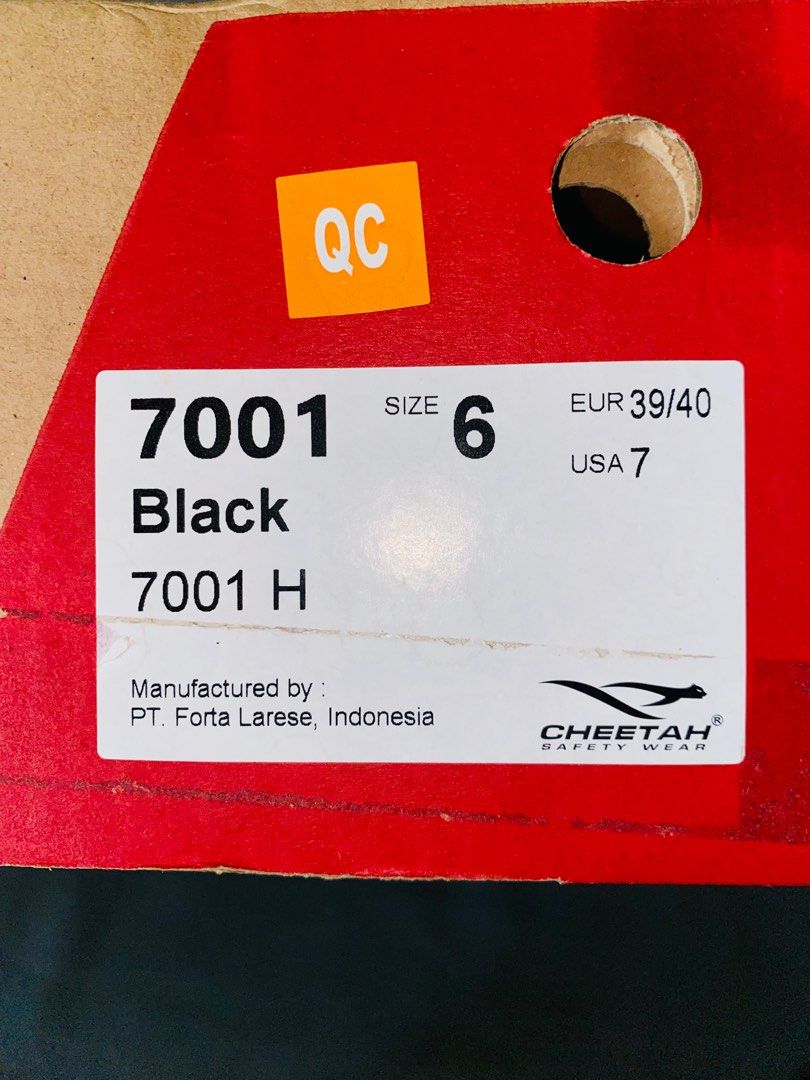 QC
7001 SIZE 6 EUR 39/40
USA 7
Black
7001 H
Manufactured by :
PT. Forta Larese, Indonesia
CHEETAH®
SAFETY WEAR